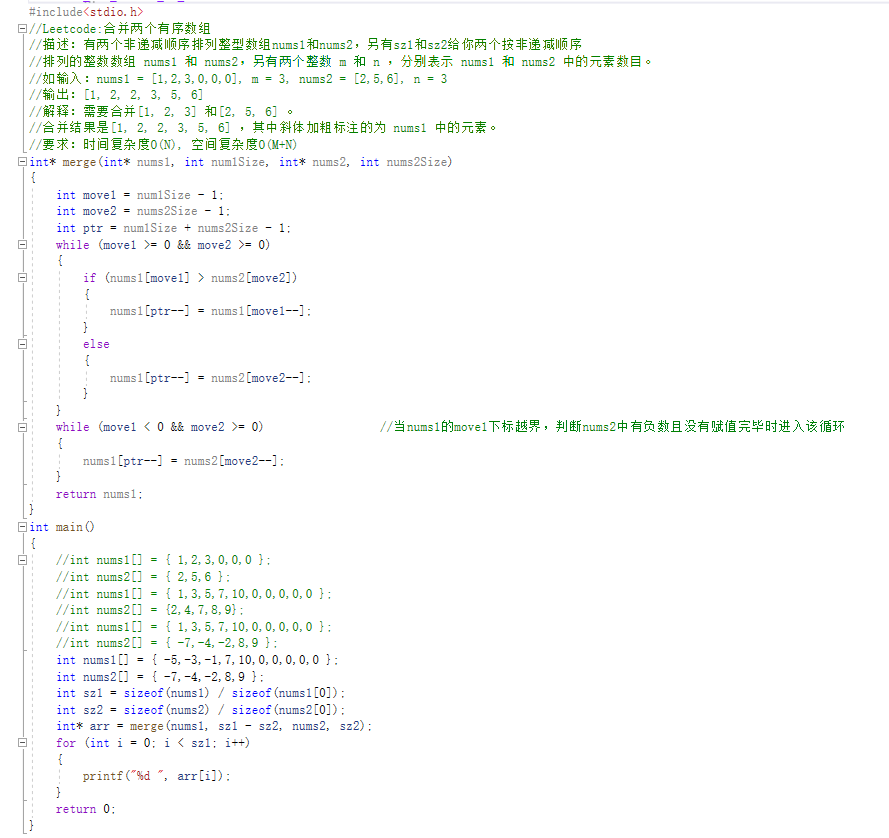 #include<stdio.h>
//Leetcode:合并两个有序数组
//描述：有两个非递减顺序排列整型数组nums1和nums2，另有sz1和sz2给你两个按非递减顺序
//排列的整数数组 nums1 和 nums2，另有两个整数 m 和 n ，分别表示 nums1 和 nums2 中的元素数目。
//如输入：nums1 = [1,2,3,0,0,0], m = 3, nums2 = [2,5,6], n = 3
//输出：[1, 2, 2, 3, 5, 6]
//解释：需要合并[1, 2, 3] 和[2, 5, 6] 。
//合并结果是[1, 2, 2, 3, 5, 6] ，其中斜体加粗标注的为 nums1 中的元素。
//要求：时间复杂度O(N), 空间复杂度O(M+N)
int* merge(int* nums1, int num1Size, int* nums2, int nums2Size)
{
int move1 = num1Size - 1;
int move2 = nums2Size - 1;
int ptr = num1Size + nums2Size - 1;
while (move1 >= 0 && move2 >= 0)
{
if (nums1[move1] > nums2[move2])
{
nums1[ptr--] = nums1[move1--];
}
else
{
nums1[ptr--] = nums2[move2--];
}
}
while (move1 < 0 && move2 >= 0) //当nums1的move1下标越界，判断nums2中有负数且没有赋值完毕时进入该循环
{
nums1[ptr--] = nums2[move2--];
}
return nums1;
}
int main()
{
//int nums1[] = { 1,2,3,0,0,0 };
//int nums2[] = { 2,5,6 };
//int nums1[] = { 1,3,5,7,10,0,0,0,0,0 };
//int nums2[] = {2,4,7,8,9};
//int nums1[] = { 1,3,5,7,10,0,0,0,0,0 };
//int nums2[] = { -7,-4,-2,8,9 };
int nums1[] = { -5,-3,-1,7,10,0,0,0,0,0 };
int nums2[] = { -7,-4,-2,8,9 };
int sz1 = sizeof(nums1) / sizeof(nums1[0]);
int sz2 = sizeof(nums2) / sizeof(nums2[0]);
int* arr = merge(nums1, sz1 - sz2, nums2, sz2);
for (int i = 0; i < sz1; i++)
{
printf("%d ", arr[i]);
}
return 0;
}